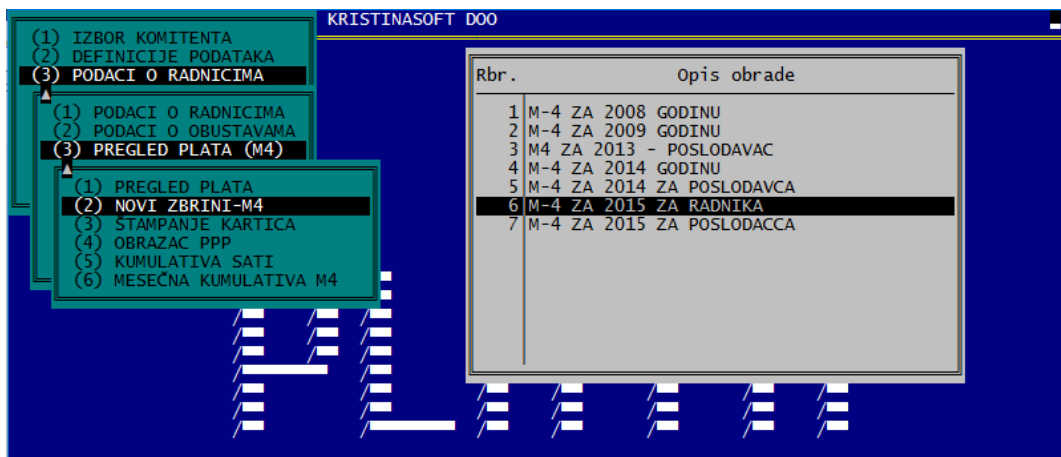 KRISTINASOFT DOO
(1) IZBOR KOMITENTA
(2) DEFINICIJE PODATAKA
(3) PODACI O RADNICIMA
(1) PODACI O RADNICIMA
(2) PODACI O OBUSTAVAMA
(3) PREGLED PLATA (M4)
(1) PREGLED PLATA
(2) NOVI ZBRINI-M4
(3) ŠTAMPANJE KARTICA
(4) OBRAZAC PPP
(5) KUMULATIVA SATI
(6) MESEČNA KUMULATIVA M4
Rbr. Opis obrade
1 M-4 ZA 2008 GODINU
2 M-4 ZA 2009 GODINU
3 M4 ZA 2013 - POSLODAVAC
4 M-4 ZA 2014 GODINU
5 M-4 ZA 2014 ZA POSLODAVCA
6 M-4 ZA 2015 ZA RADNIKA
7 M-4 ZA 2015 ZA POSLODACCA